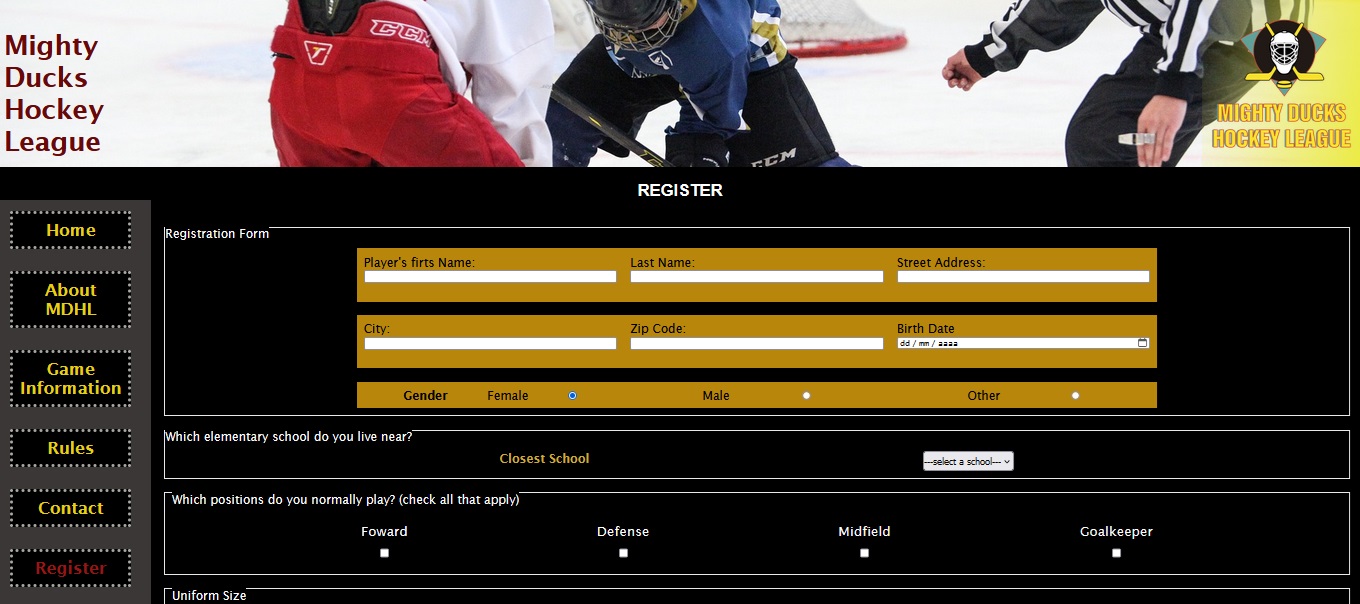 Mighty
Ducks
Hockey
League
CCM
CCM
MIGHTY DUCKS
HOCKEY LEAGUE
REGISTER
Home
About
MDHL
Game
Information
Rules
Contact
Register
Registration Form
Player's firts Name: Last Name: Street Address:
City: Zip Code: Birth Date
dd / mm / aaaa
Gender Female Male Other
Which elementary school do you live near?
Closest School ---select a school---
Which positions do you normally play? (check all that apply)
Foward Defense Midfield Goalkeeper
Uniform Size